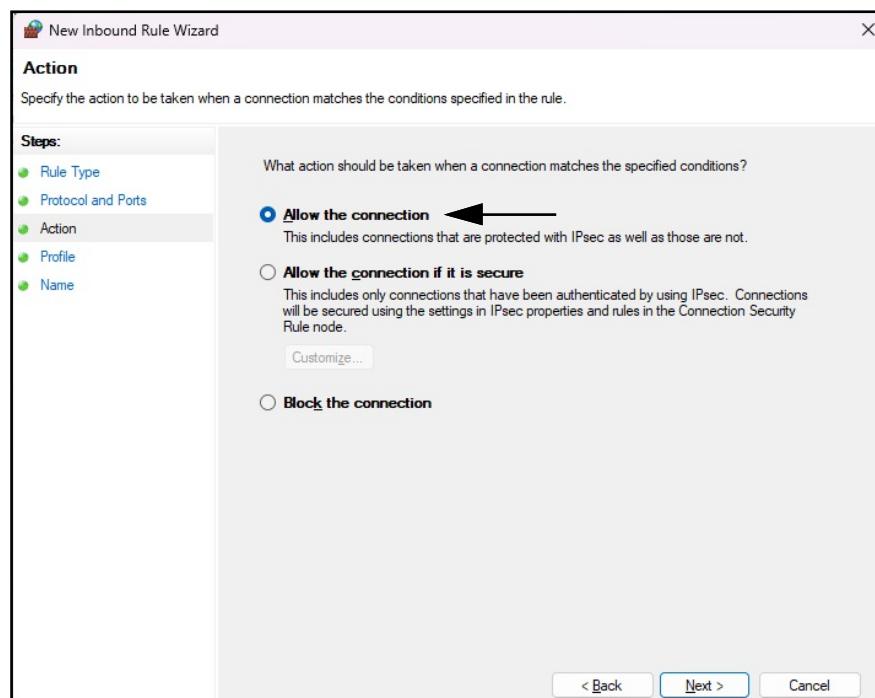 New Inbound Rule Wizard
Action
Specify the action to be taken when a connection matches the conditions specified in the rule.
Steps:
Rule Type
Protocol and Ports
Action
Profile
Name
What action should be taken when a connection matches the specified conditions?
Allow the connection
This includes connections that are protected with IPsec as well as those are not.
Allow the connection if it is secure
This includes only connections that have been authenticated by using IPsec. Connections
will be secured using the settings in IPsec properties and rules in the Connection Security
Rule node.
Customize...
Block the connection
< Back
Next >
Cancel